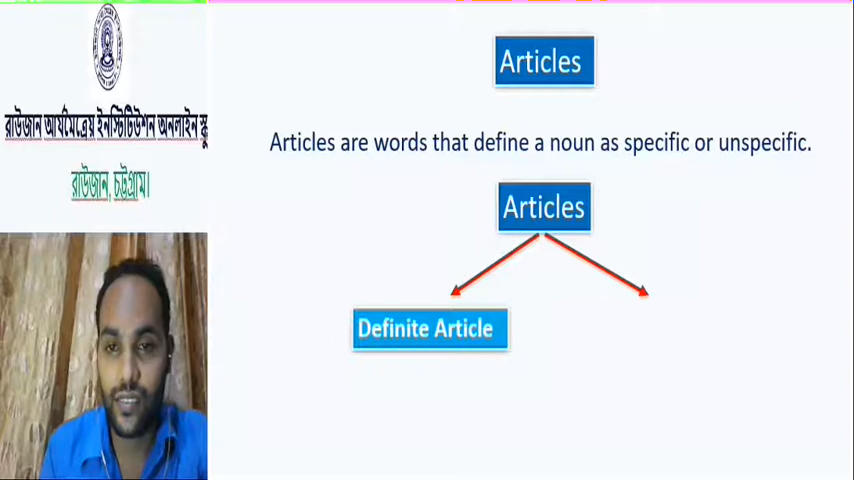 রাউজান আর্যমৈত্রেয় ইনস্টিটিউশন অনলাইন স্কু
রাউজান, চট্টগ্রাম।
Articles
Articles are words that define a noun as specific or unspecific.
Articles
Definite Article